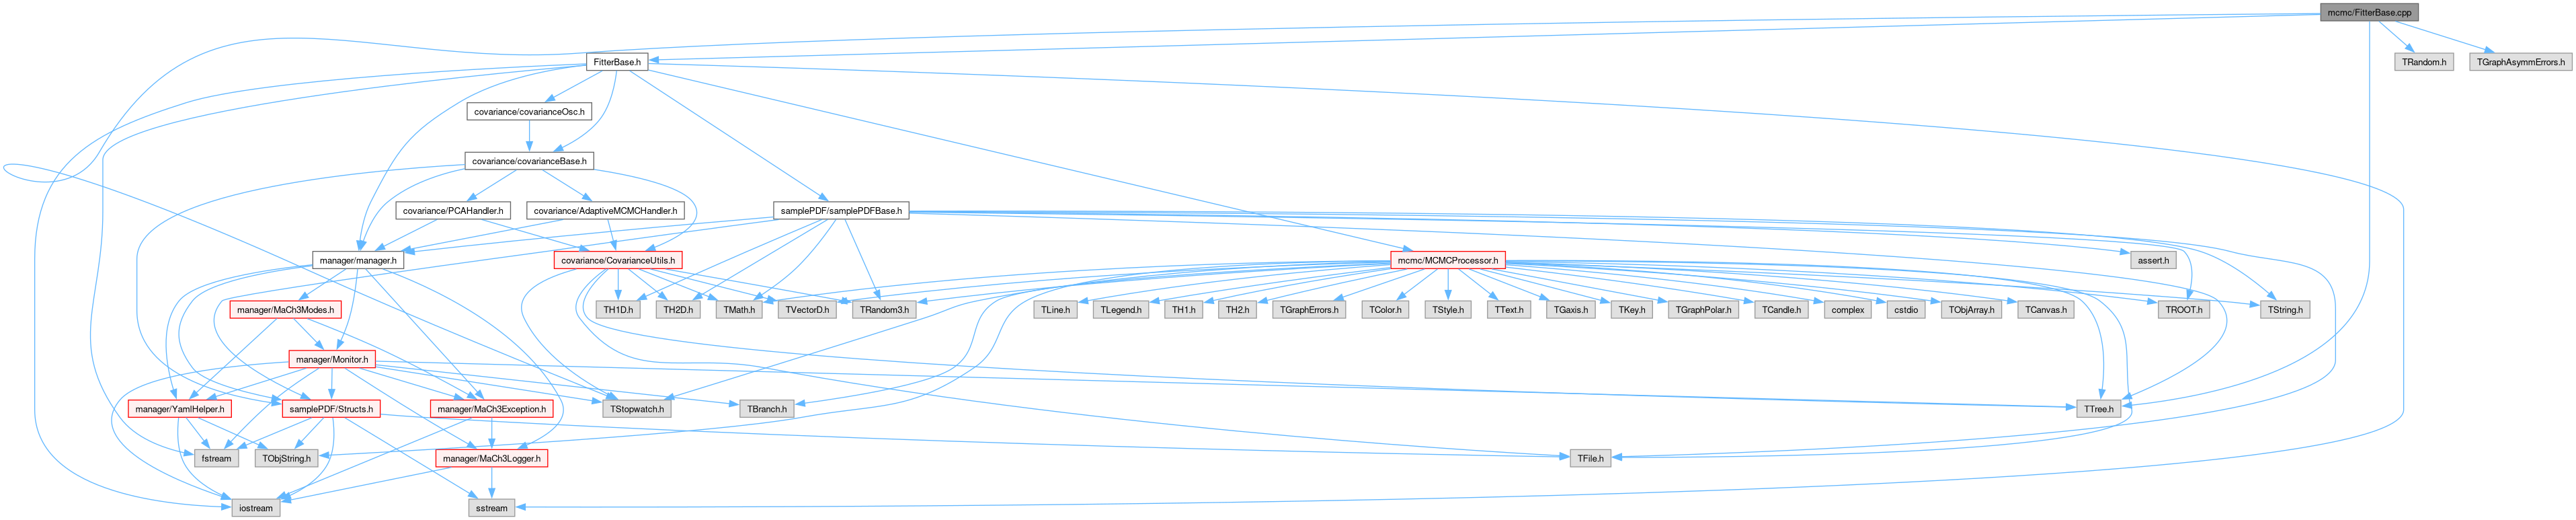 mcmc/FitterBase.cpp
FitterBase.h
TRandom.h
TGraphAsymmErrors.h
covariance/covarianceOsc.h
covariance/covarianceBase.h
covariance/PCAHandler.h
covariance/AdaptiveMCMCHandler.h
samplePDF/samplePDFBase.h
manager/manager.h
covariance/CovarianceUtils.h
mcmc/MCMCProcessor.h
assert.h
manager/MaCh3Modes.h
TH1D.h
TH2D.h
TMath.h
TVectorD.h
TRandom3.h
TLine.h
TLegend.h
TH1.h
TH2.h
TGraphErrors.h
TColor.h
TStyle.h
TText.h
TGaxis.h
TKey.h
TGraphPolar.h
TCandle.h
complex
cstdio
TObjArray.h
TCanvas.h
TROOT.h
TString.h
manager/Monitor.h
manager/YamlHelper.h
samplePDF/Structs.h
manager/MaCh3Exception.h
TStopwatch.h
TBranch.h
TTree.h
fstream
TObjString.h
manager/MaCh3Logger.h
TFile.h
iostream
sstream